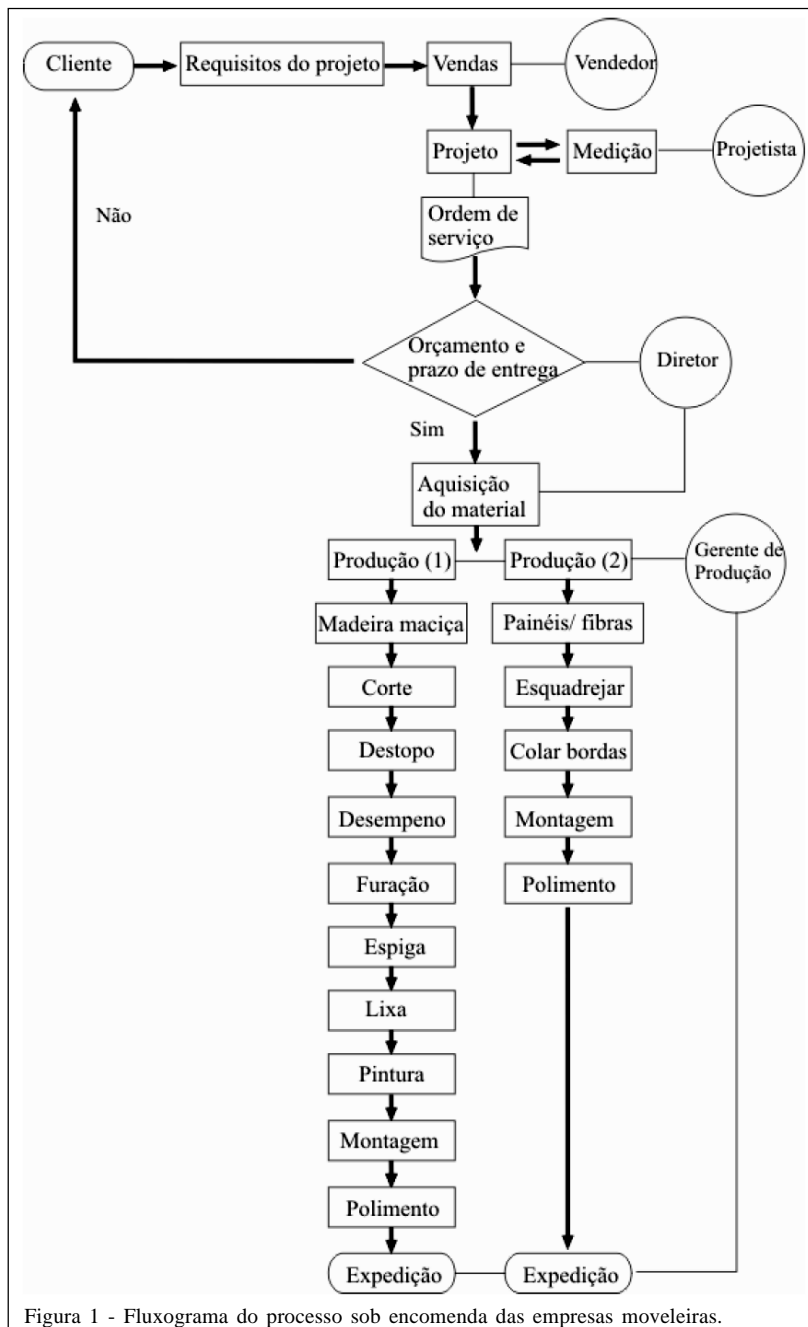 Cliente
Requisitos do projeto
Vendas
Vendedor
Projeto
Medição
Projetista
Não
Ordem de
serviço
Orçamento e
prazo de entrega
Diretor
Sim
Aquisição
do material
Produção (1)
Produção (2)
Gerente de
Produção
Madeira maciça
Painéis/ fibras
Corte
Esquadrejar
Destopo
Colar bordas
Desempeno
Montagem
Furação
Polimento
Espiga
Lixa
Pintura
Montagem
Polimento
Expedição
Expedição
Figura 1 - Fluxograma do processo sob encomenda das empresas moveleiras.